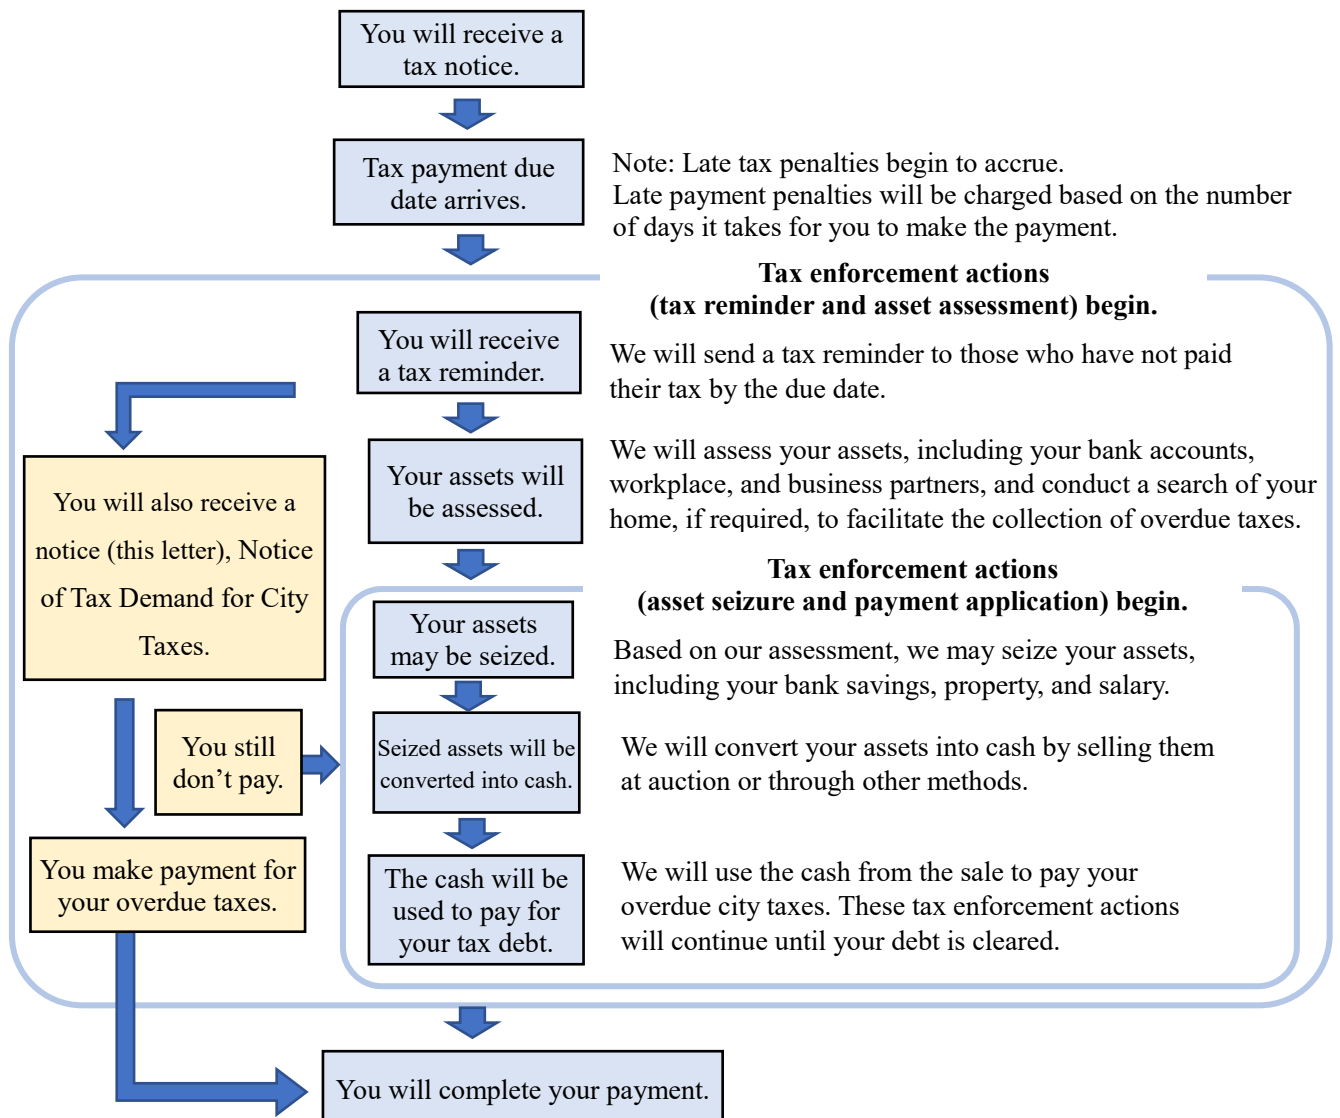 You will receive a
tax notice.
Tax payment due
date arrives.
Note: Late tax penalties begin to accrue.
Late payment penalties will be charged based on the number
of days it takes for you to make the payment.
Tax enforcement actions
(tax reminder and asset assessment) begin.
You will receive
a tax reminder.
We will send a tax reminder to those who have not paid
their tax by the due date.
Your assets will
be assessed.
We will assess your assets, including your bank accounts,
workplace, and business partners, and conduct a search of your
home, if required, to facilitate the collection of overdue taxes.
You will also receive a
notice (this letter), Notice
of Tax Demand for City
Taxes.
Tax enforcement actions
(asset seizure and payment application) begin.
Your assets
may be seized.
Based on our assessment, we may seize your assets,
including your bank savings, property, and salary.
You still
don’t pay.
Seized assets will be
converted into cash.
We will convert your assets into cash by selling them
at auction or through other methods.
You make payment for
your overdue taxes.
The cash will be
used to pay for
your tax debt.
We will use the cash from the sale to pay your
overdue city taxes. These tax enforcement actions
will continue until your debt is cleared.
You will complete your payment.